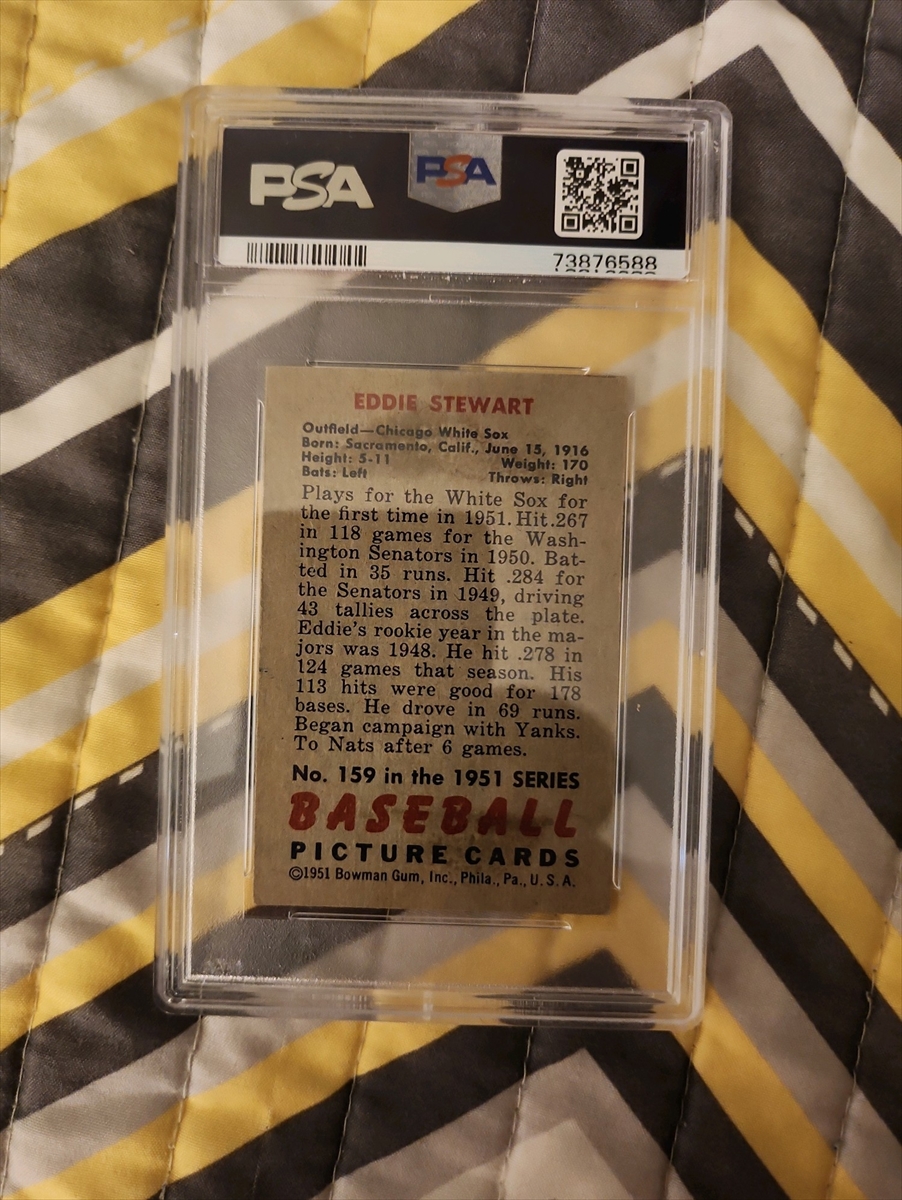 PSA
PSA
73876588
EDDIE STEWART
Outfield—Chicago White Sox
Born: Sacramento, Calif., June 15, 1916
Height: 5-11 Weight: 170
Bats: Left Throws: Right
Plays for the White Sox for
the first time in 1951. Hit .267
in 118 games for the Wash-
ington Senators in 1950. Bat-
ted in 35 runs. Hit .284 for
the Senators in 1949, driving
43 tallies across the plate.
Eddie's rookie year in the ma-
jors was 1948. He hit .278 in
124 games that season. His
113 hits were good for 178
bases. He drove in 69 runs.
Began campaign with Yanks.
To Nats after 6 games.
No. 159 in the 1951 SERIES
BASEBALL
PICTURE CARDS
©1951 Bowman Gum, Inc., Phila., Pa., U.S.A.